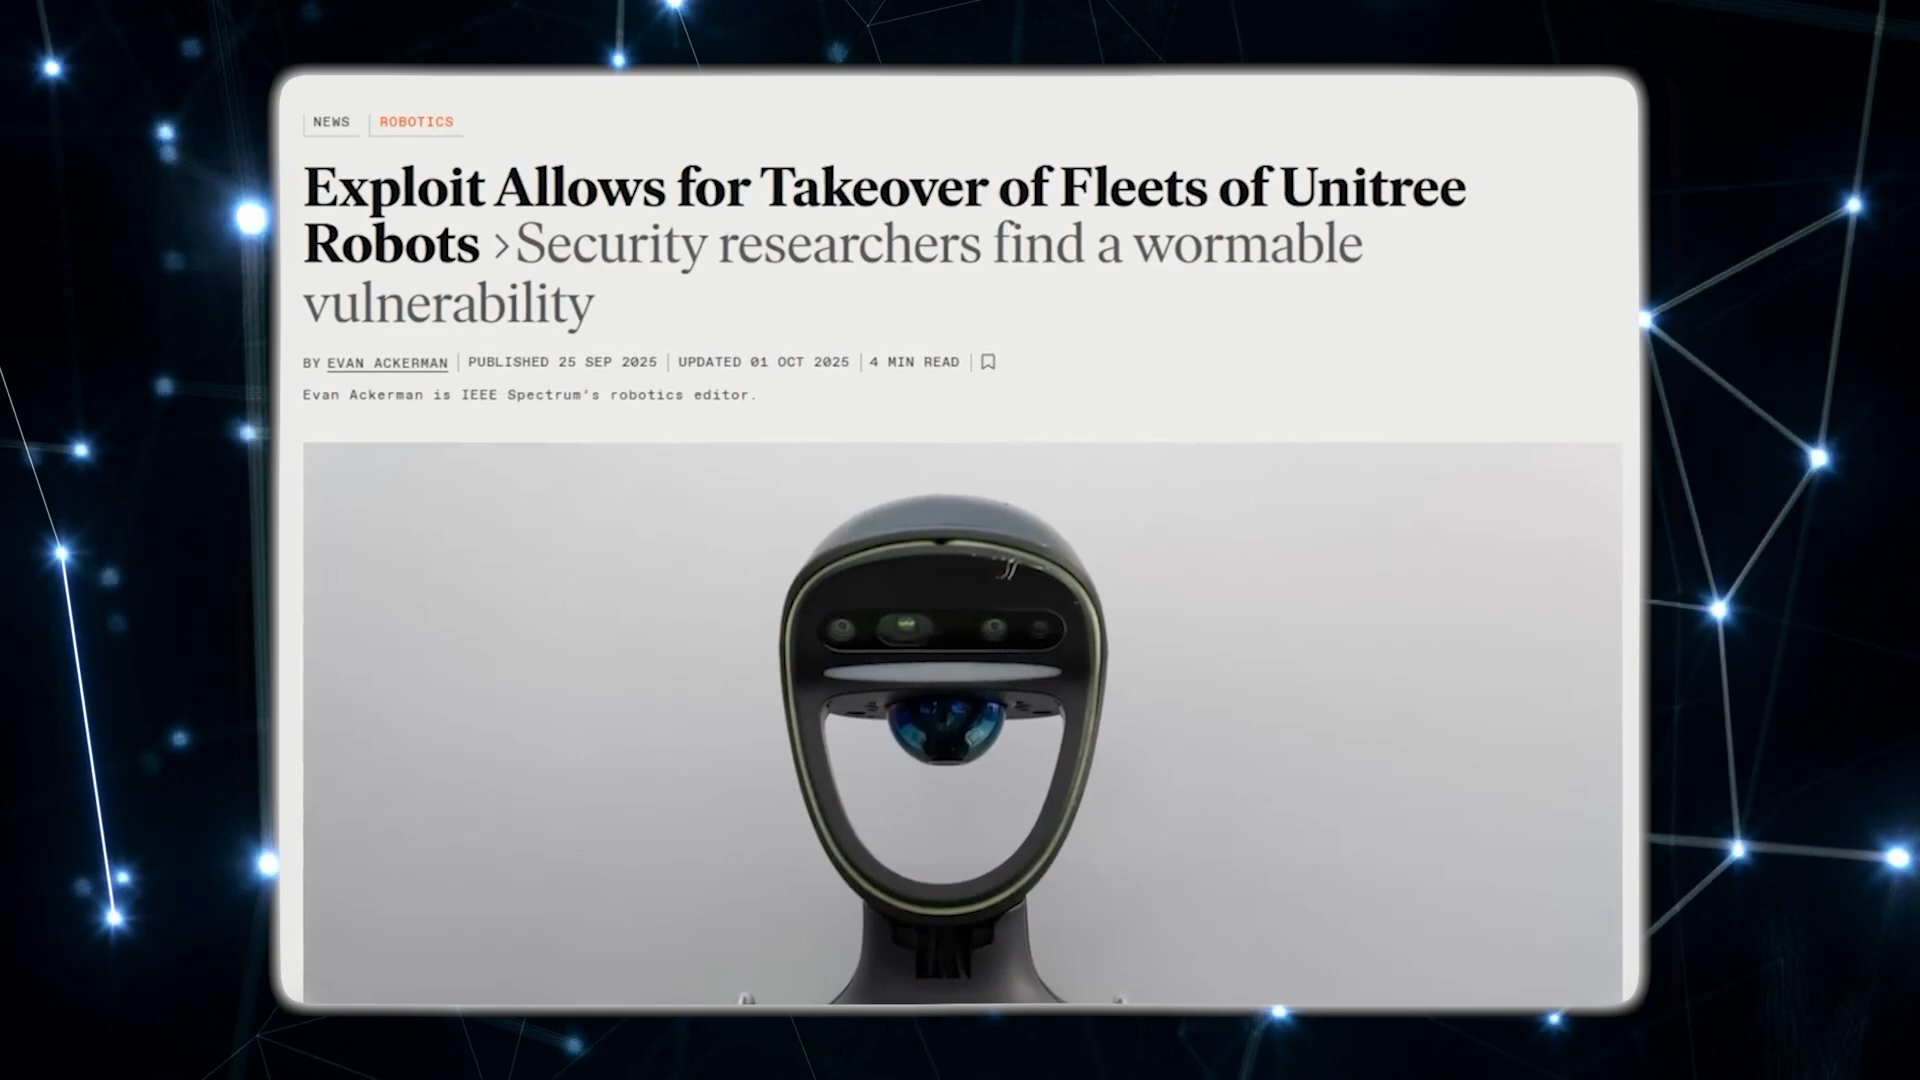 NEWS ROBOTICS
Exploit Allows for Takeover of Fleets of Unitree
Robots ›Security researchers find a wormable
vulnerability
BY EVAN ACKERMAN PUBLISHED 25 SEP 2025 UPDATED 01 OCT 2025 4 MIN READ
Evan Ackerman is IEEE Spectrum's robotics editor.